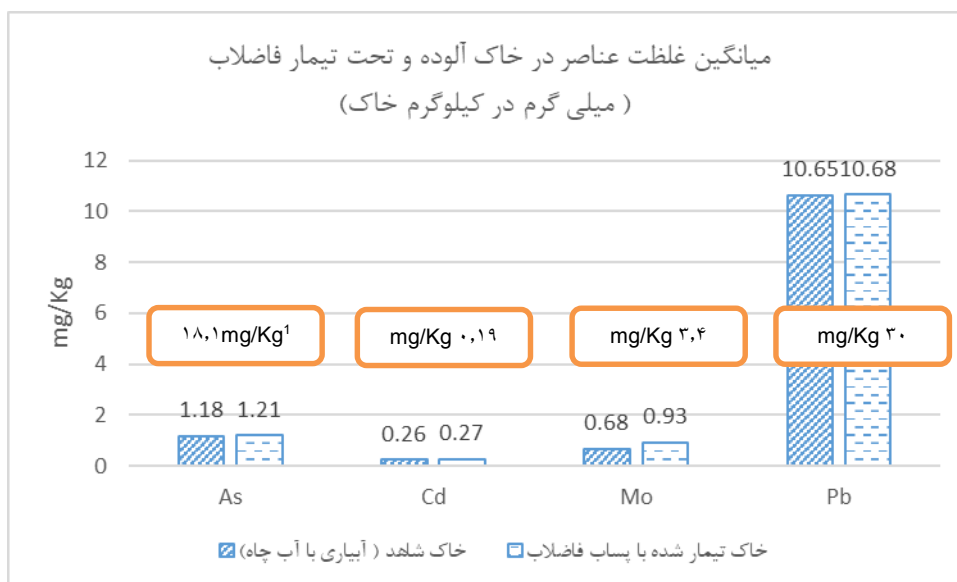 میانگین غلظت عناصر در خاک آلوده و تحت تیمار فاضلاب
( میلی گرم در کیلوگرم خاک)
12
10
8
6
4
2
0
mg/Kg
10.65
10.68
۱۸٫۱mg/Kg¹
mg/Kg ۰٫۱۹
mg/Kg ۳٫۴
mg/Kg ۳۰
1.18
1.21
0.26
0.27
0.68
0.93
As
Cd
Mo
Pb
خاک شاهد ( آبیاری با آب چاه)
خاک تیمار شده با پساب فاضلاب